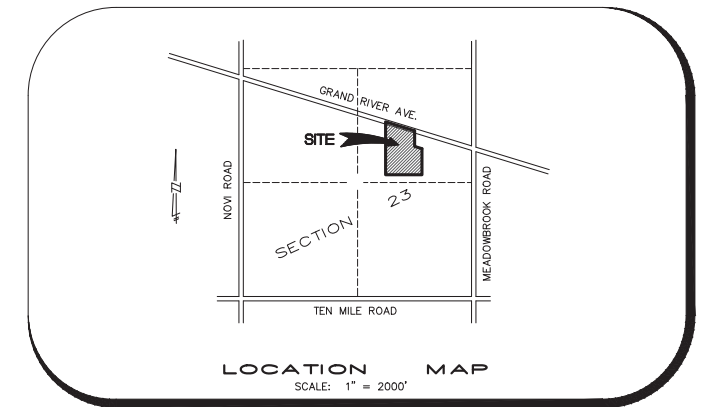 GRAND RIVER AVE.
SITE
N
NOVI ROAD
MEADOWBROOK ROAD
SECTION 23
TEN MILE ROAD
LOCATION MAP
SCALE: 1" = 2000'